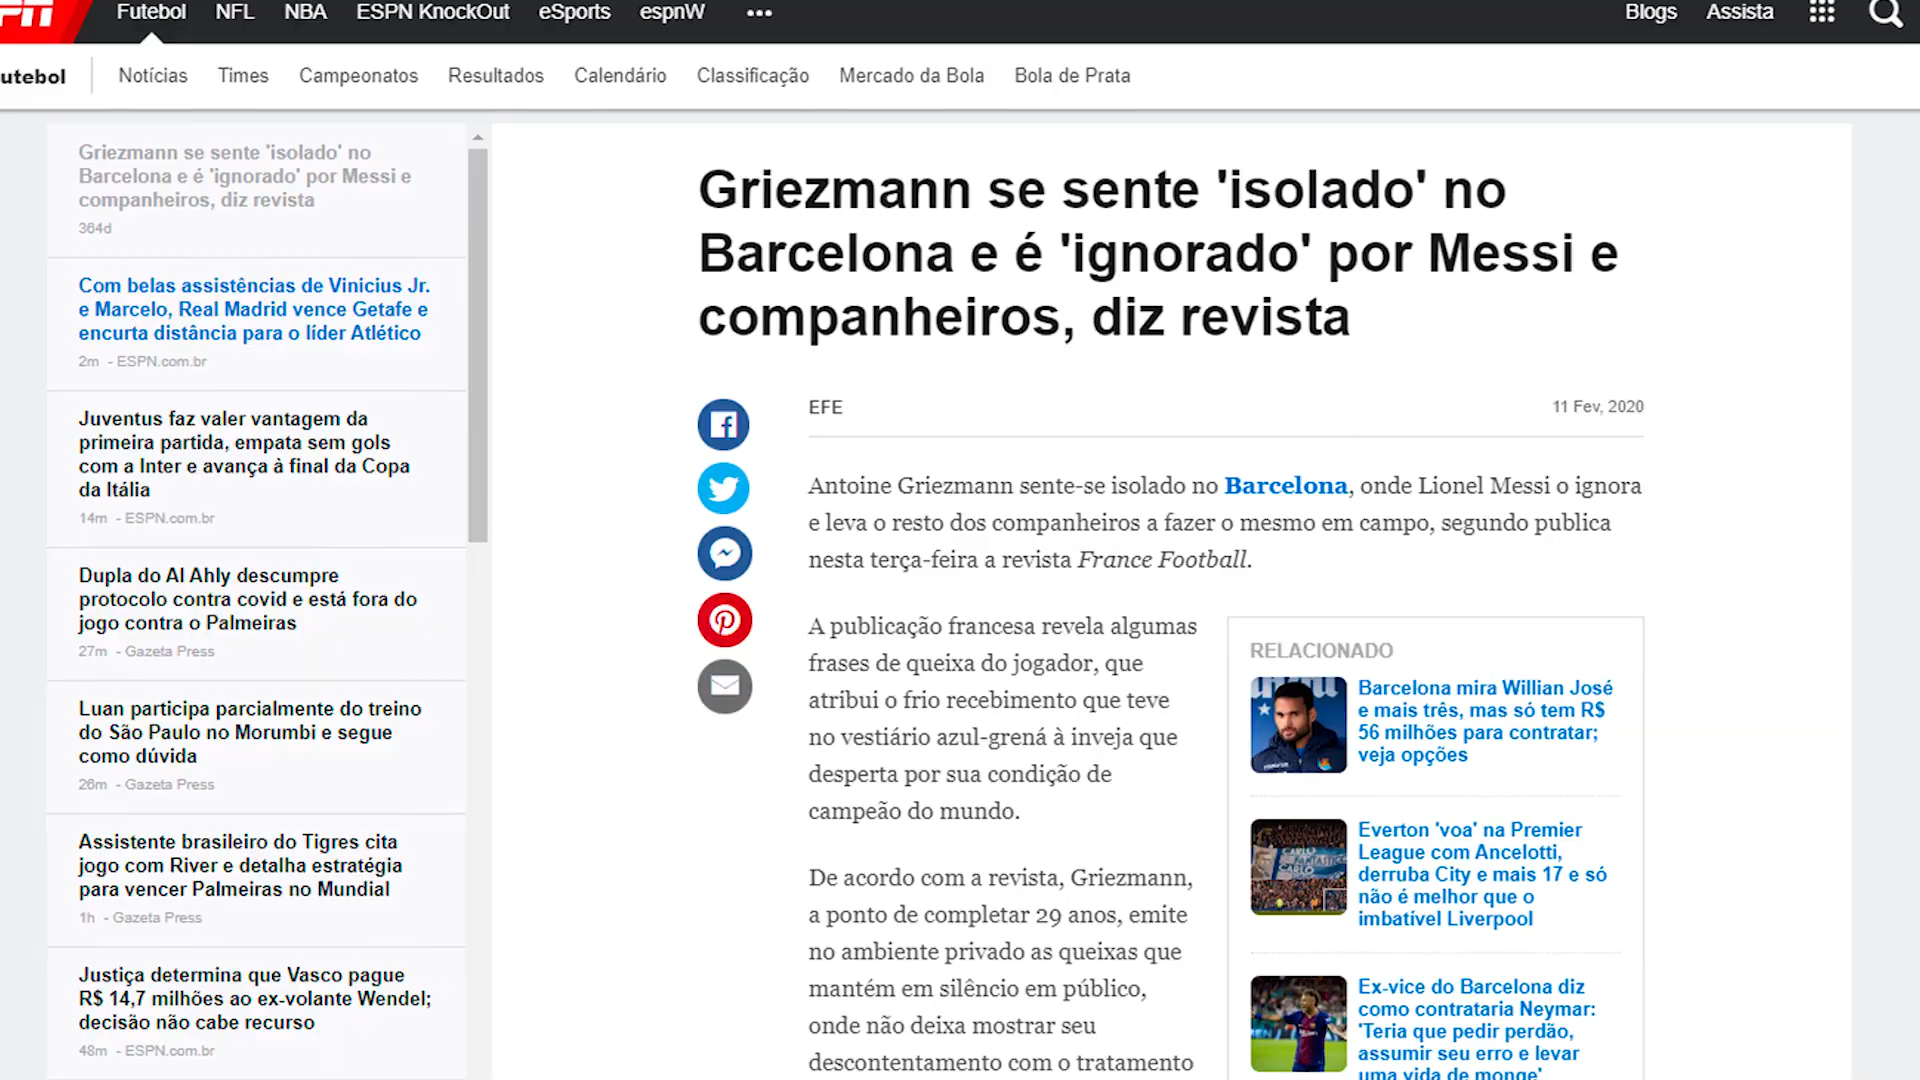 Futebol NFL NBA ESPN KnockOut eSports espnW ••• Blogs Assista
utebol Notícias Times Campeonatos Resultados Calendário Classificação Mercado da Bola Bola de Prata
Griezmann se sente 'isolado' no
Barcelona e é 'ignorado' por Messi e
companheiros, diz revista
364d
Com belas assistências de Vinicius Jr.
e Marcelo, Real Madrid vence Getafe e
encurta distância para o líder Atlético
2m - ESPN.com.br
Juventus faz valer vantagem da
primeira partida, empata sem gols
com a Inter e avança à final da Copa
da Itália
14m - ESPN.com.br
Dupla do Al Ahly descumpre
protocolo contra covid e está fora do
jogo contra o Palmeiras
27m - Gazeta Press
Luan participa parcialmente do treino
do São Paulo no Morumbi e segue
como dúvida
26m - Gazeta Press
Assistente brasileiro do Tigres cita
jogo com River e detalha estratégia
para vencer Palmeiras no Mundial
1h - Gazeta Press
Justiça determina que Vasco pague
R$ 14,7 milhões ao ex-volante Wendel;
decisão não cabe recurso
48m - ESPN.com.br
Griezmann se sente 'isolado' no
Barcelona e é 'ignorado' por Messi e
companheiros, diz revista
EFE 11 Fev, 2020
Antoine Griezmann sente-se isolado no Barcelona, onde Lionel Messi o ignora
e leva o resto dos companheiros a fazer o mesmo em campo, segundo publica
nesta terça-feira a revista France Football.
A publicação francesa revela algumas
frases de queixa do jogador, que
atribui o frio recebimento que teve
no vestiário azul-grená à inveja que
desperta por sua condição de
campeão do mundo.
De acordo com a revista, Griezmann,
a ponto de completar 29 anos, emite
no ambiente privado as queixas que
mantém em silêncio em público,
onde não deixa mostrar seu
descontentamento com o tratamento
RELACIONADO
Barcelona mira Willian José
e mais três, mas só tem R$
56 milhões para contratar;
veja opções
Everton 'voa' na Premier
League com Ancelotti,
derruba City e mais 17 e só
não é melhor que o
imbatível Liverpool
Ex-vice do Barcelona diz
como contrataria Neymar:
'Teria que pedir perdão,
assumir seu erro e levar
uma vida de monge'